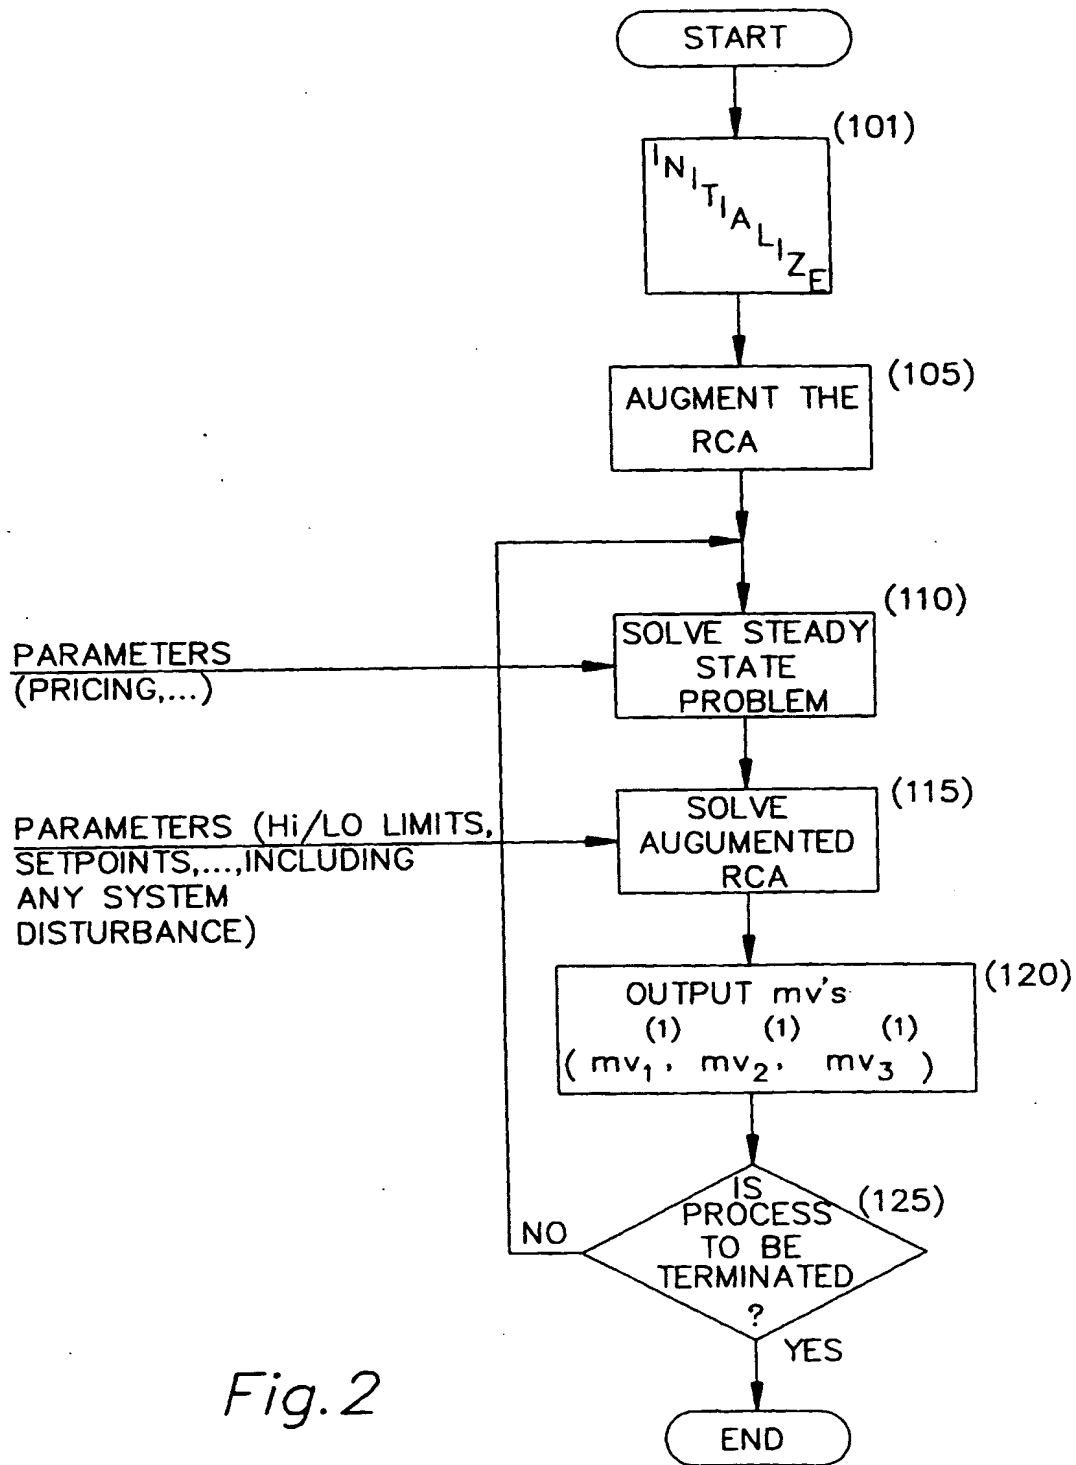 START
(101)
INITIALIZE
(105)
AUGMENT THE
RCA
(110)
SOLVE STEADY
STATE
PROBLEM
PARAMETERS
(PRICING,...)
(115)
SOLVE
AUGUMENTED
RCA
PARAMETERS (Hi/LO LIMITS,
SETPOINTS,...,INCLUDING
ANY SYSTEM
DISTURBANCE)
(120)
OUTPUT mv's
(1) (1) (1)
( mv1, mv2, mv3 )
(125)
IS
PROCESS
TO BE
TERMINATED
?
NO
YES
END
Fig.2